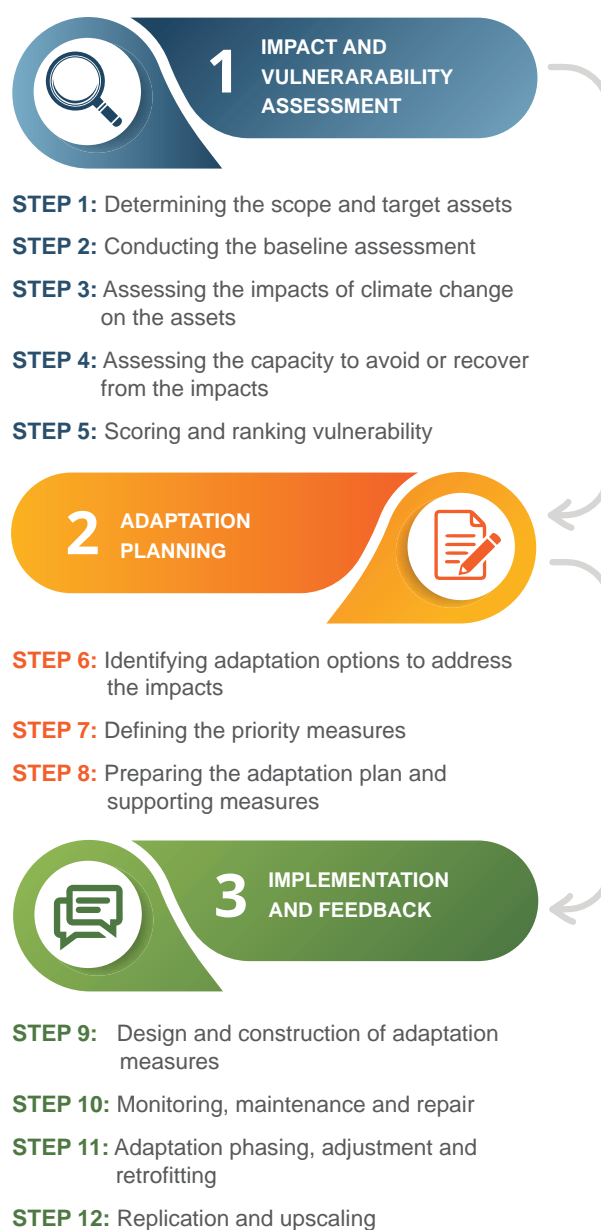 1
IMPACT AND
VULNERARABILITY
ASSESSMENT
STEP 1: Determining the scope and target assets
STEP 2: Conducting the baseline assessment
STEP 3: Assessing the impacts of climate change
on the assets
STEP 4: Assessing the capacity to avoid or recover
from the impacts
STEP 5: Scoring and ranking vulnerability
2
ADAPTATION
PLANNING
STEP 6: Identifying adaptation options to address
the impacts
STEP 7: Defining the priority measures
STEP 8: Preparing the adaptation plan and
supporting measures
3
IMPLEMENTATION
AND FEEDBACK
STEP 9: Design and construction of adaptation
measures
STEP 10: Monitoring, maintenance and repair
STEP 11: Adaptation phasing, adjustment and
retrofitting
STEP 12: Replication and upscaling